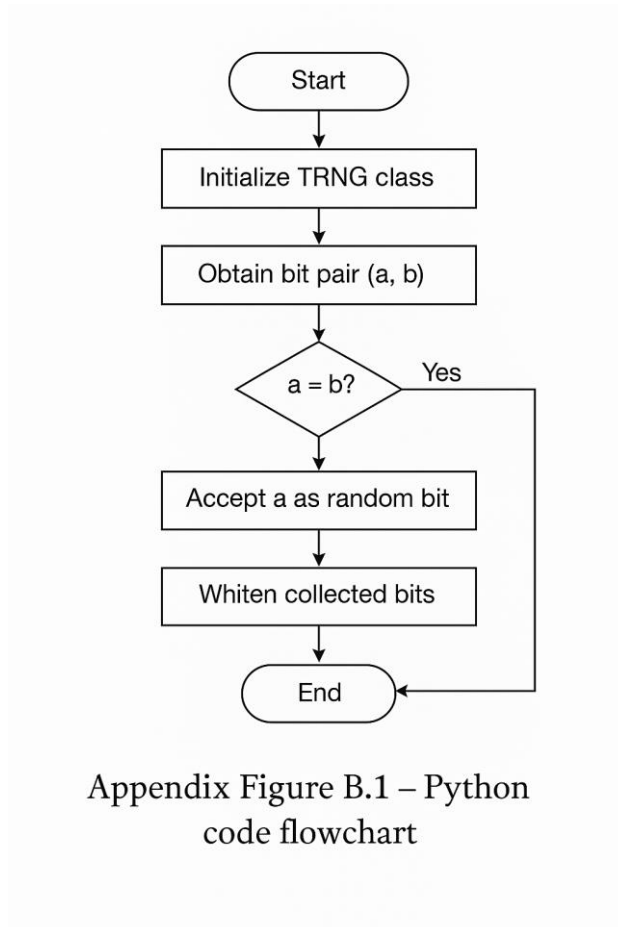 Start
Initialize TRNG class
Obtain bit pair (a, b)
a = b?
Yes
Accept a as random bit
Whiten collected bits
End
Appendix Figure B.1 – Python
code flowchart